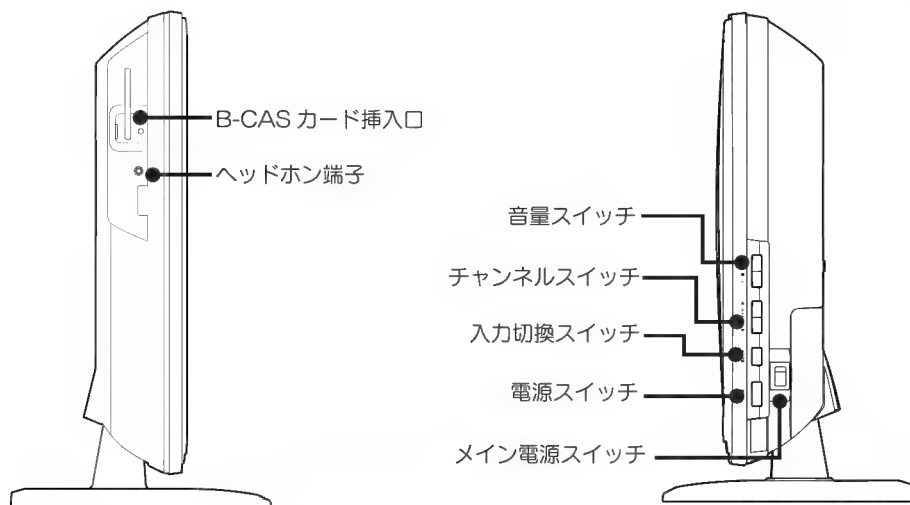 B-CAS カード挿入口
ヘッドホン端子
音量スイッチ
チャンネルスイッチ
入力切換スイッチ
電源スイッチ
メイン電源スイッチ